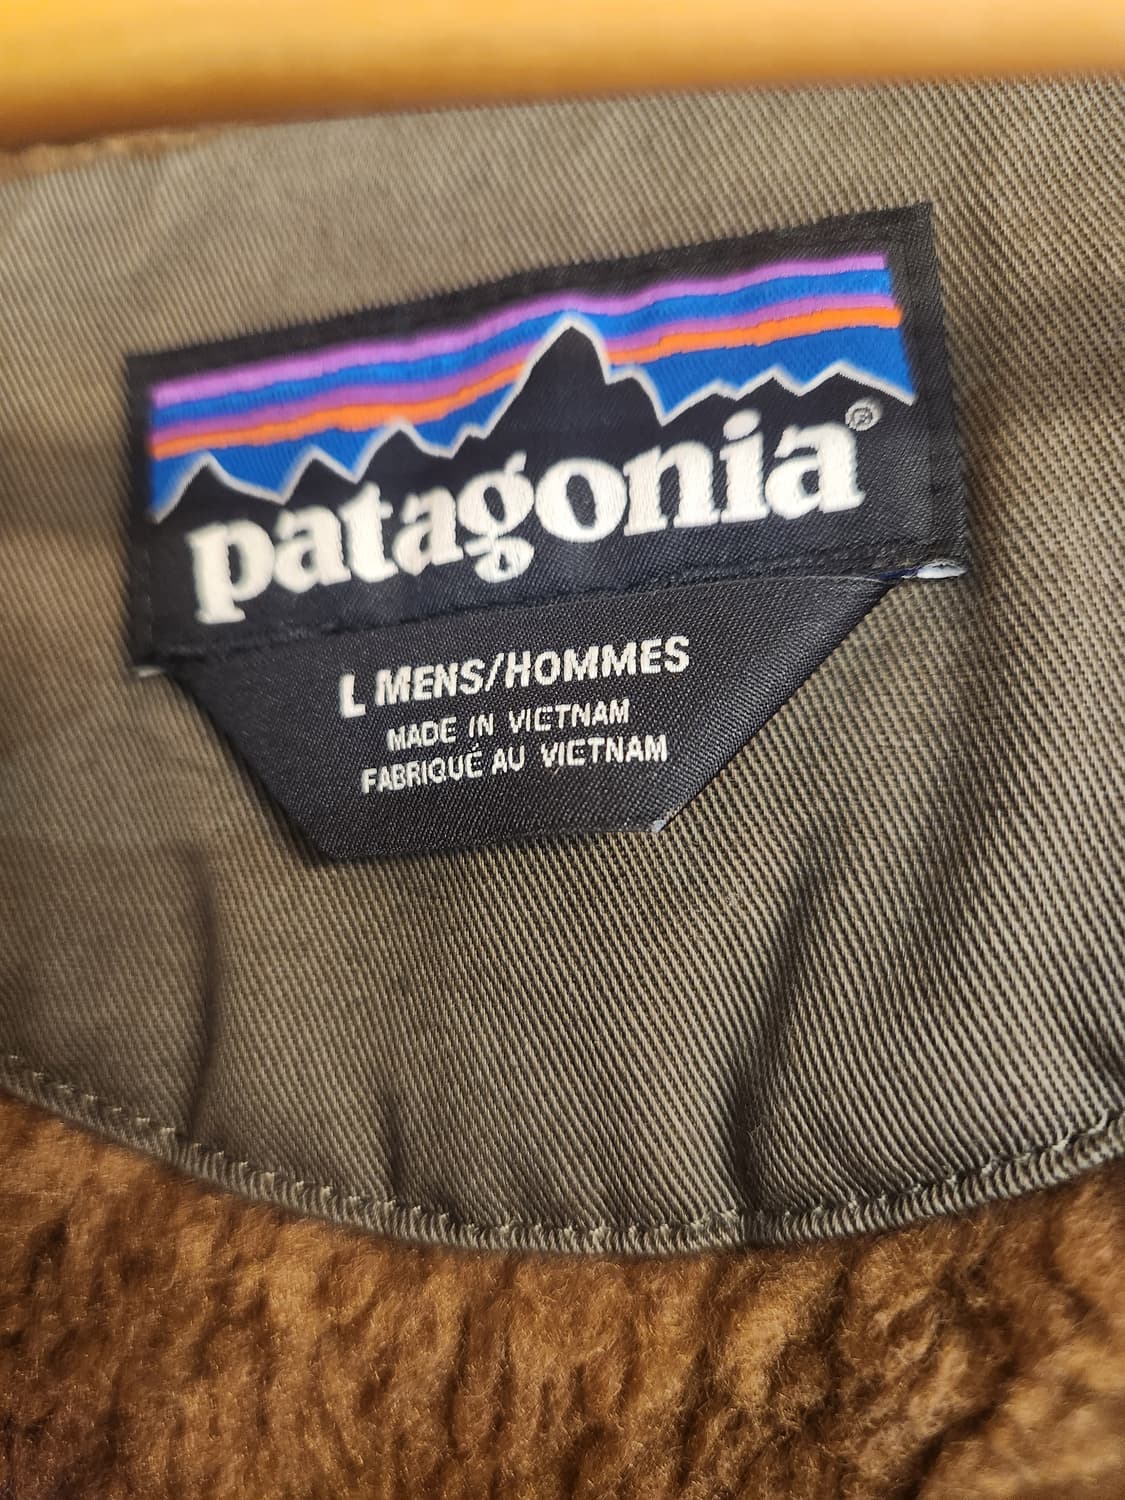 patagonia®
L MENS/HOMMES
MADE IN VIETNAM
FABRIQUÉ AU VIETNAM